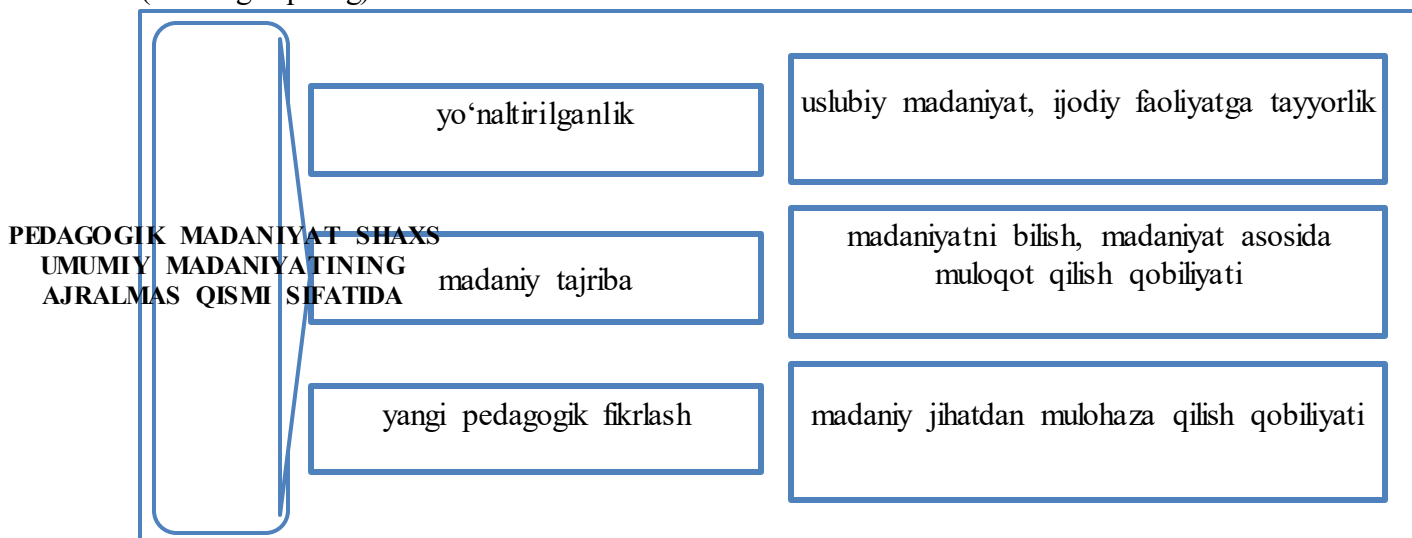 PEDAGOGIK MADANIYAT SHAXS
UMUMIY MADANIYATINING
AJRALMAS QISMI SIFATIDA
yo‘naltirilganlik
uslubiy madaniyat, ijodiy faoliyatga tayyorlik
madaniy tajriba
madaniyatni bilish, madaniyat asosida
muloqot qilish qobiliyati
yangi pedagogik fikrlash
madaniy jihatdan mulohaza qilish qobiliyati